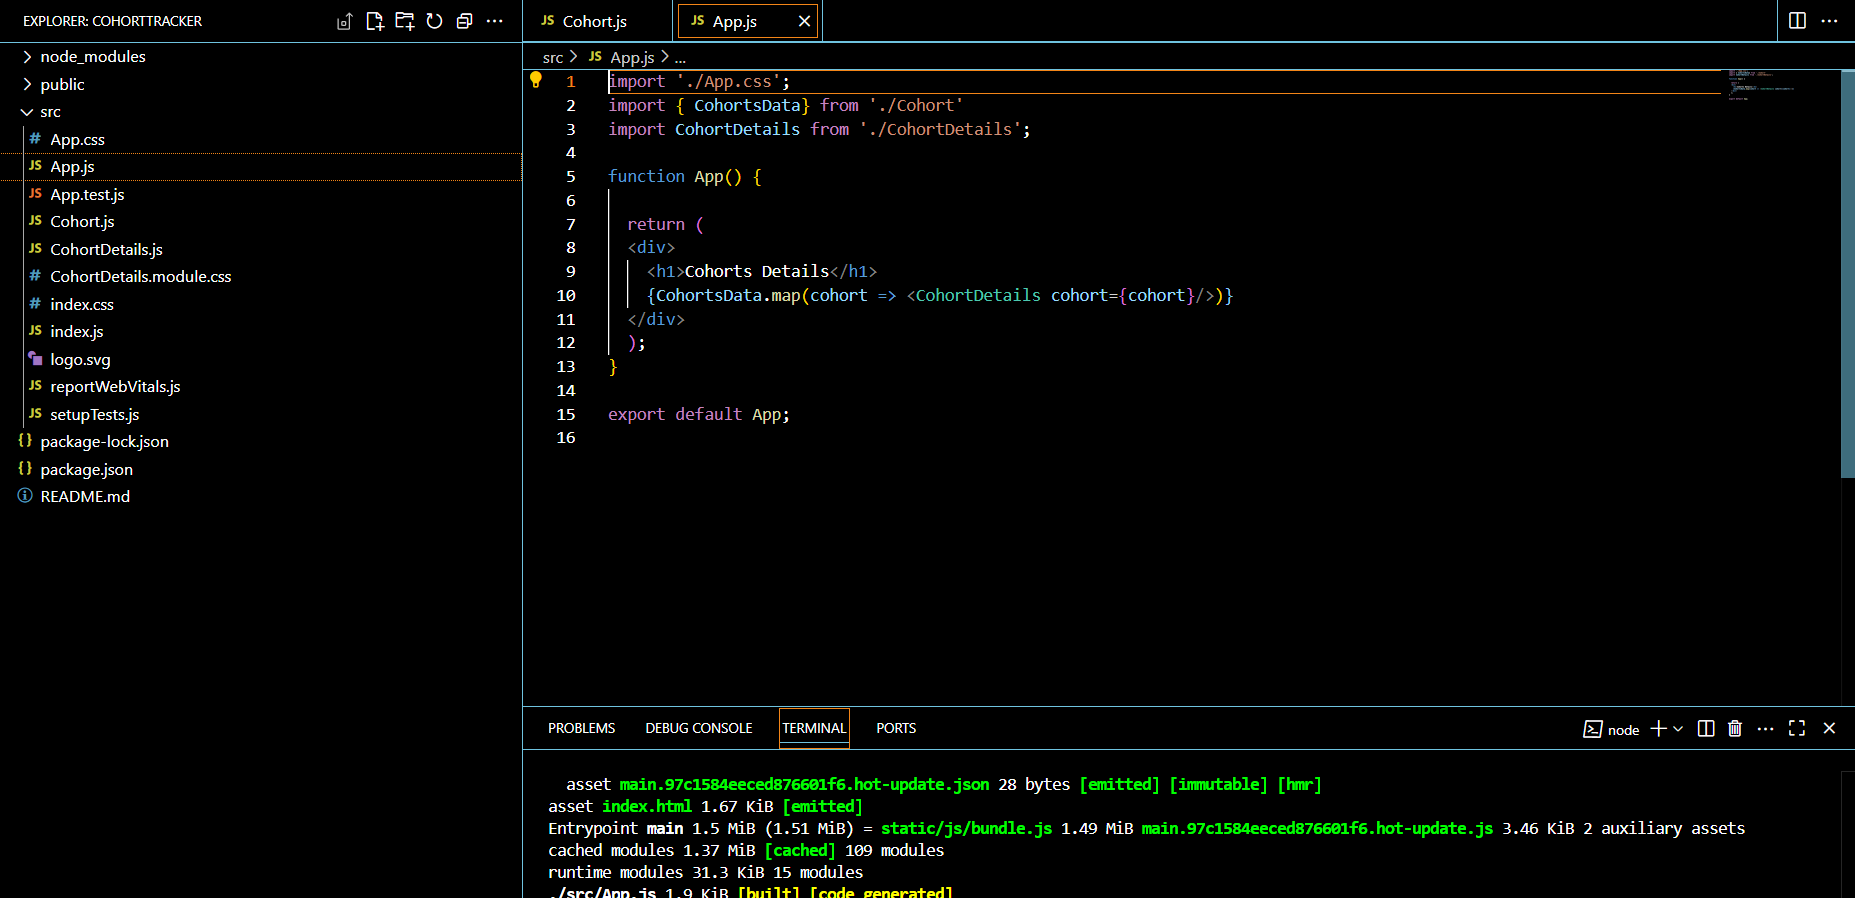 EXPLORER: COHORTTRACKER
node_modules
public
src
# App.css
JS App.js
JS App.test.js
JS Cohort.js
JS CohortDetails.js
# CohortDetails.module.css
# index.css
JS index.js
logo.svg
JS reportWebVitals.js
JS setupTests.js
{} package-lock.json
{} package.json
README.md
JS Cohort.js
JS App.js
src > JS App.js > ...
1 import './App.css';
2 import { CohortsData} from './Cohort'
3 import CohortDetails from './CohortDetails';
4
5 function App() {
6
7 return (
8 <div>
9 <h1>Cohorts Details</h1>
10 {CohortsData.map(cohort => <CohortDetails cohort={cohort}/>)}
11 </div>
12 );
13 }
14
15 export default App;
16
PROBLEMS DEBUG CONSOLE TERMINAL PORTS
node
asset main.97c1584eeced876601f6.hot-update.json 28 bytes [emitted] [immutable] [hmr]
asset index.html 1.67 KiB [emitted]
Entrypoint main 1.5 MiB (1.51 MiB) = static/js/bundle.js 1.49 MiB main.97c1584eeced876601f6.hot-update.js 3.46 KiB 2 auxiliary assets
cached modules 1.37 MiB [cached] 109 modules
runtime modules 31.3 KiB 15 modules
./src/App.js 1.9 KiB [built] [code generated]